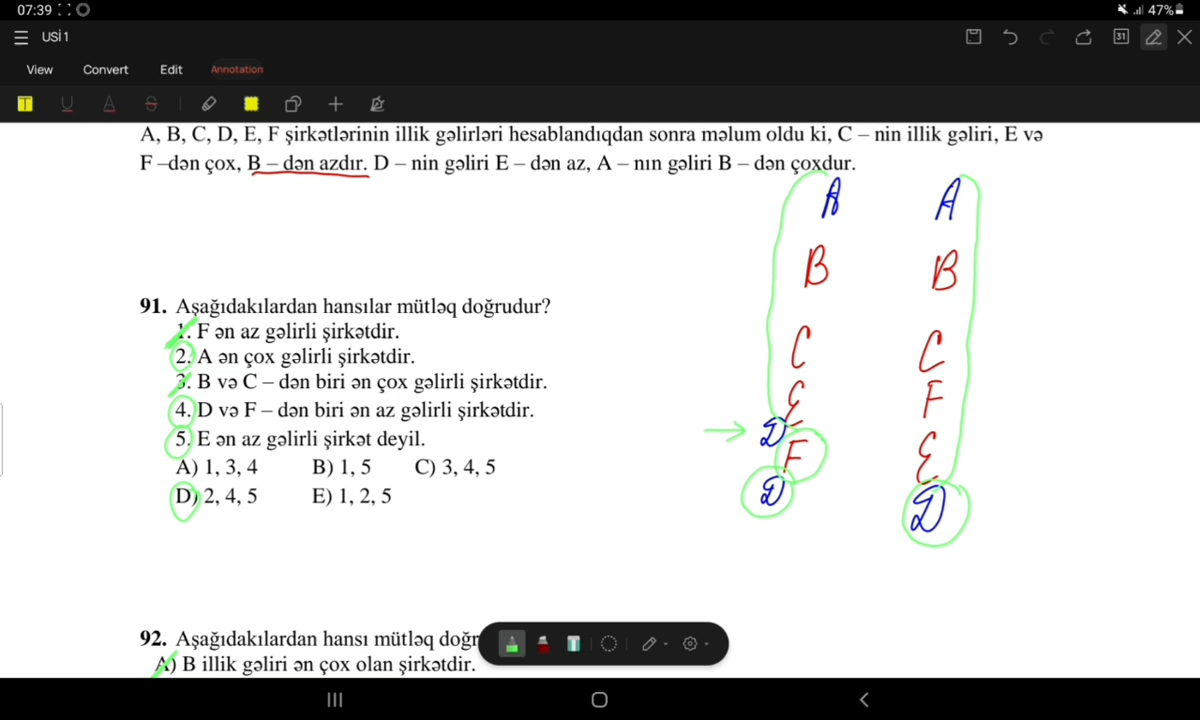 07:39
47%
USİ 1
31
View Convert Edit Annotation
T U A S
A, B, C, D, E, F şirkətlərinin illik gəlirləri hesablandıqdan sonra məlum oldu ki, C – nin illik gəliri, E və
F –dən çox, B – dən azdır. D – nin gəliri E – dən az, A – nın gəliri B – dən çoxdur.
A A
B B
91. Aşağıdakılardan hansılar mütləq doğrudur?
1. F ən az gəlirli şirkətdir.
2. A ən çox gəlirli şirkətdir.
C C
3. B və C – dən biri ən çox gəlirli şirkətdir.
E F
4. D və F – dən biri ən az gəlirli şirkətdir.
D
5. E ən az gəlirli şirkət deyil.
F E
A) 1, 3, 4 B) 1, 5 C) 3, 4, 5
D) 2, 4, 5 E) 1, 2, 5
D D
92. Aşağıdakılardan hansı mütləq doğr
A) B illik gəliri ən çox olan şirkətdir.